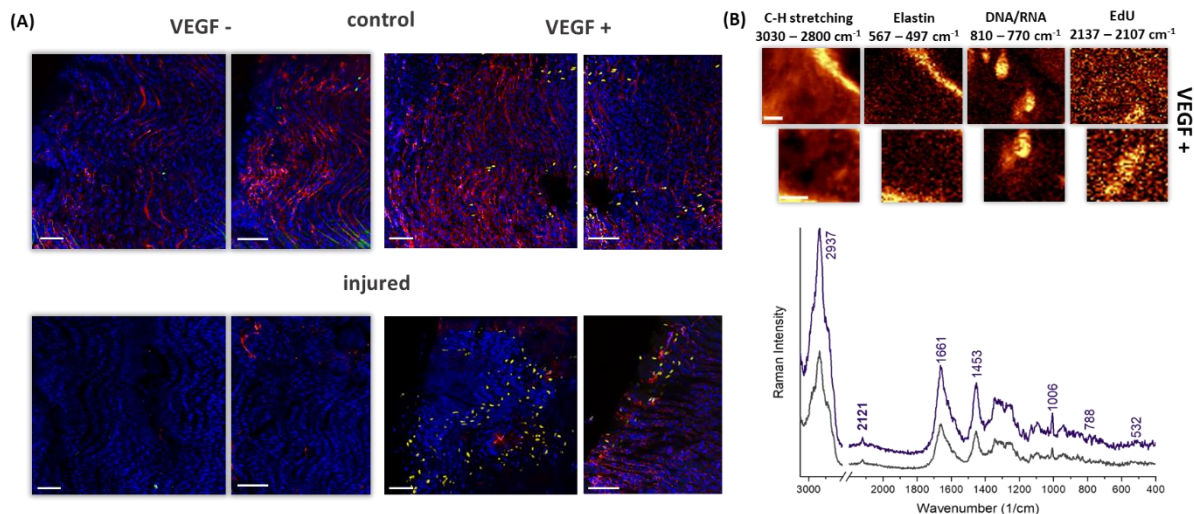 (A)
control
VEGF -
VEGF +
injured
(B)
C-H stretching
3030 – 2800 cm-1
Elastin
567 – 497 cm-1
DNA/RNA
810 – 770 cm-1
EdU
2137 – 2107 cm-1
VEGF +
Raman Intensity
2937
2121
1661
1453
1006
788
532
3000
2000
1800
1600
1400
1200
1000
800
600
400
Wavenumber (1/cm)